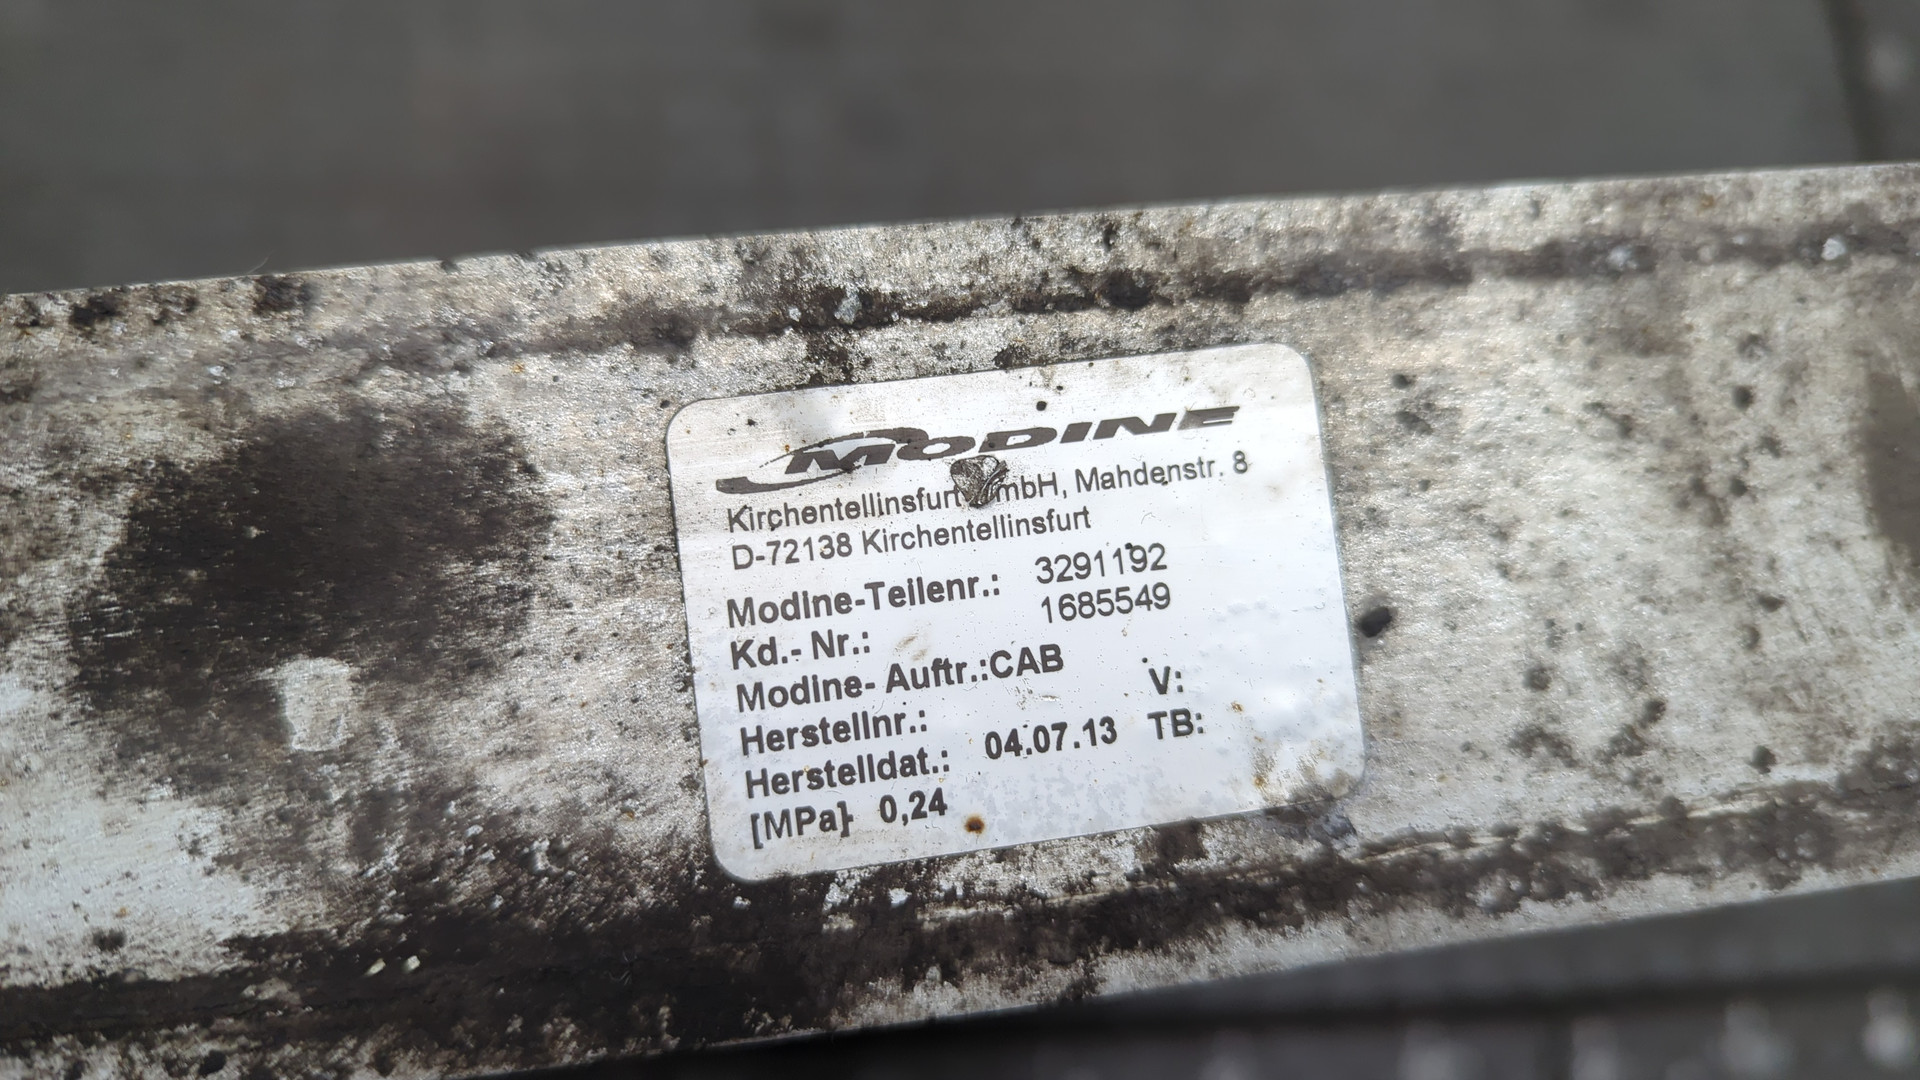 MODINE
Kirchentellinsfurt mbH, Mahdenstr. 8
D-72138 Kirchentellinsfurt
Modine-Teilenr.: 3291192
Kd.- Nr.: 1685549
Modine- Auftr.:CAB
Herstellnr.: V:
Herstelldat.: 04.07.13 TB:
[MPa] 0,24